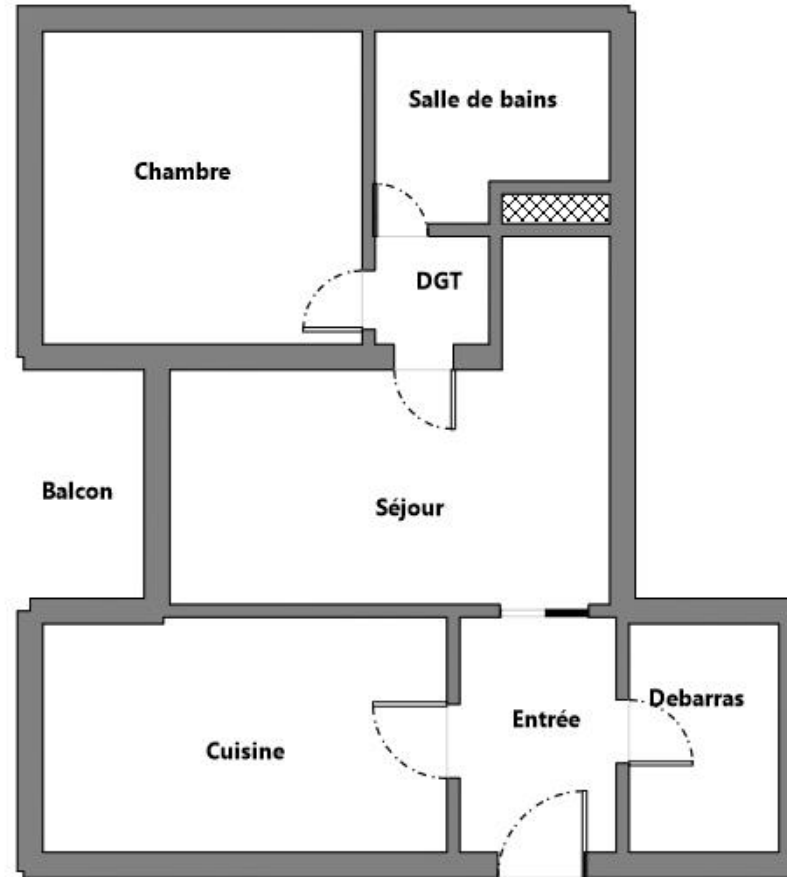 Salle de bains
Chambre
DGT
Balcon
Séjour
Debarras
Entrée
Cuisine